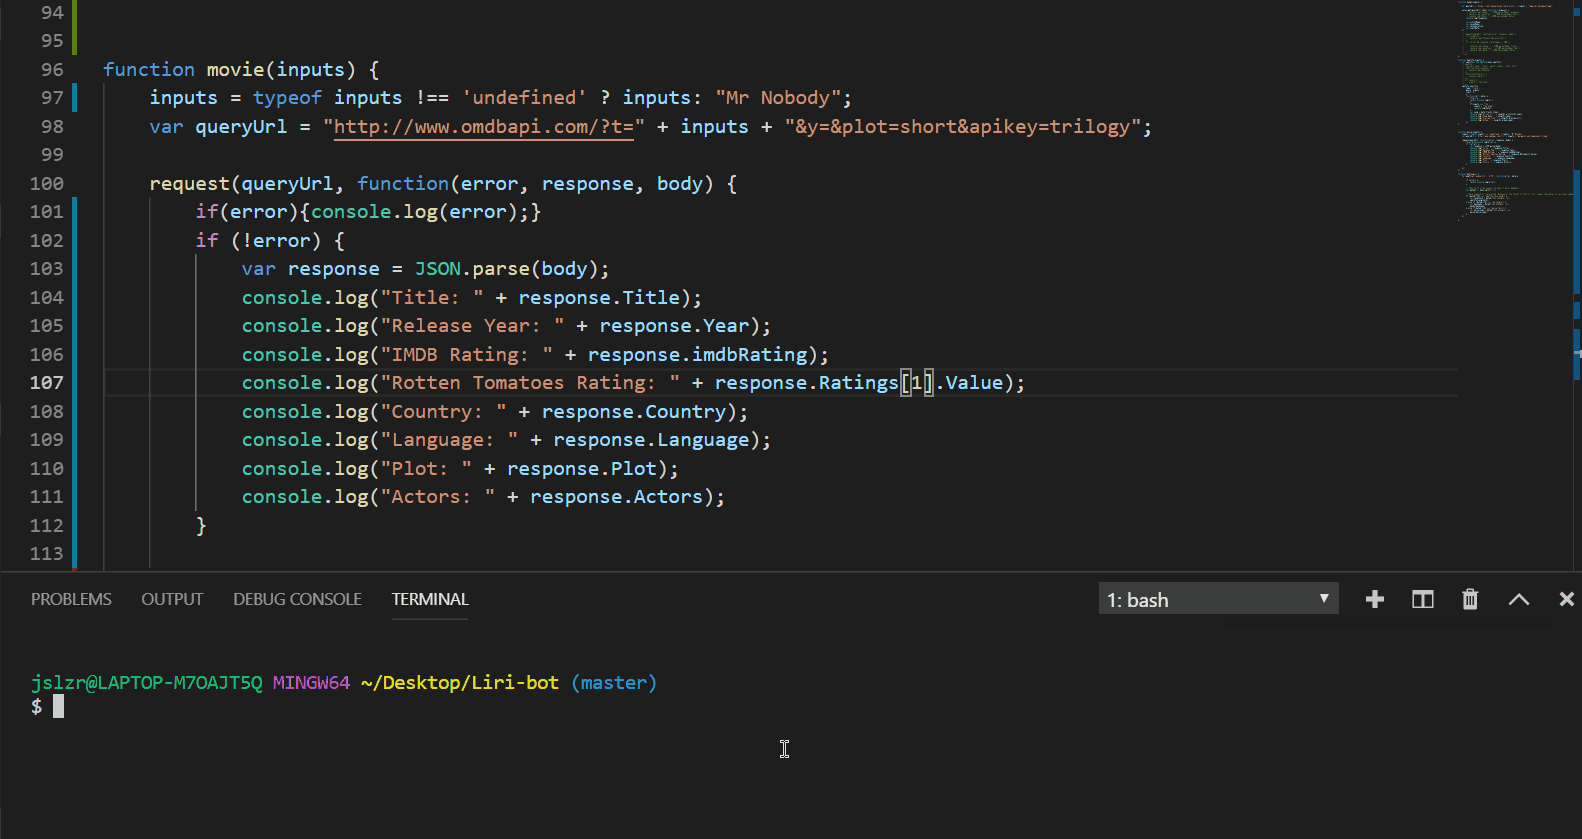 94
95
96 function movie(inputs) {
97 inputs = typeof inputs !== 'undefined' ? inputs: "Mr Nobody";
98 var queryUrl = "http://www.omdbapi.com/?t=" + inputs + "&y=&plot=short&apikey=trilogy";
99
100 request(queryUrl, function(error, response, body) {
101 if(error){console.log(error);}
102 if (!error) {
103 var response = JSON.parse(body);
104 console.log("Title: " + response.Title);
105 console.log("Release Year: " + response.Year);
106 console.log("IMDB Rating: " + response.imdbRating);
107 console.log("Rotten Tomatoes Rating: " + response.Ratings[1].Value);
108 console.log("Country: " + response.Country);
109 console.log("Language: " + response.Language);
110 console.log("Plot: " + response.Plot);
111 console.log("Actors: " + response.Actors);
112 }
113
PROBLEMS OUTPUT DEBUG CONSOLE TERMINAL 1: bash
jslzr@LAPTOP-M7OAJT5Q MINGW64 ~/Desktop/Liri-bot (master)
$